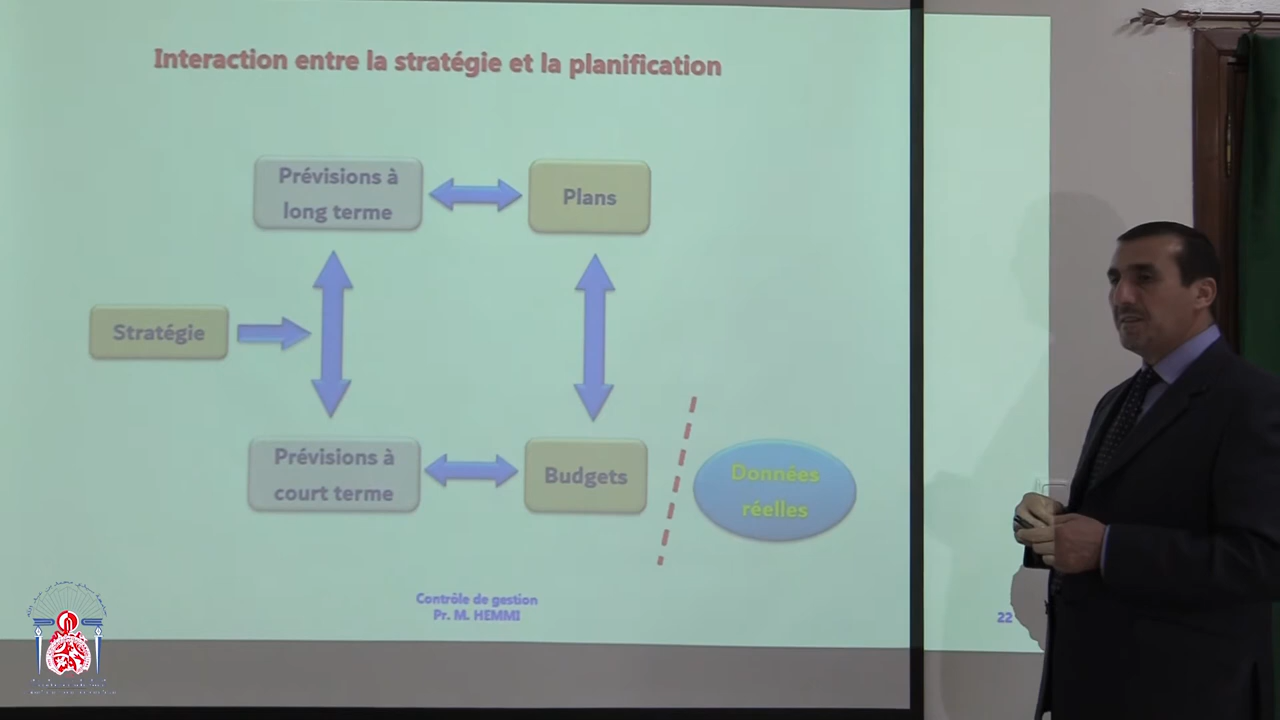 Interaction entre la stratégie et la planification
Prévisions à
long terme
Plans
Stratégie
Prévisions à
court terme
Budgets
Données
réelles
Contrôle de gestion
Pr. M. HEMMI
22